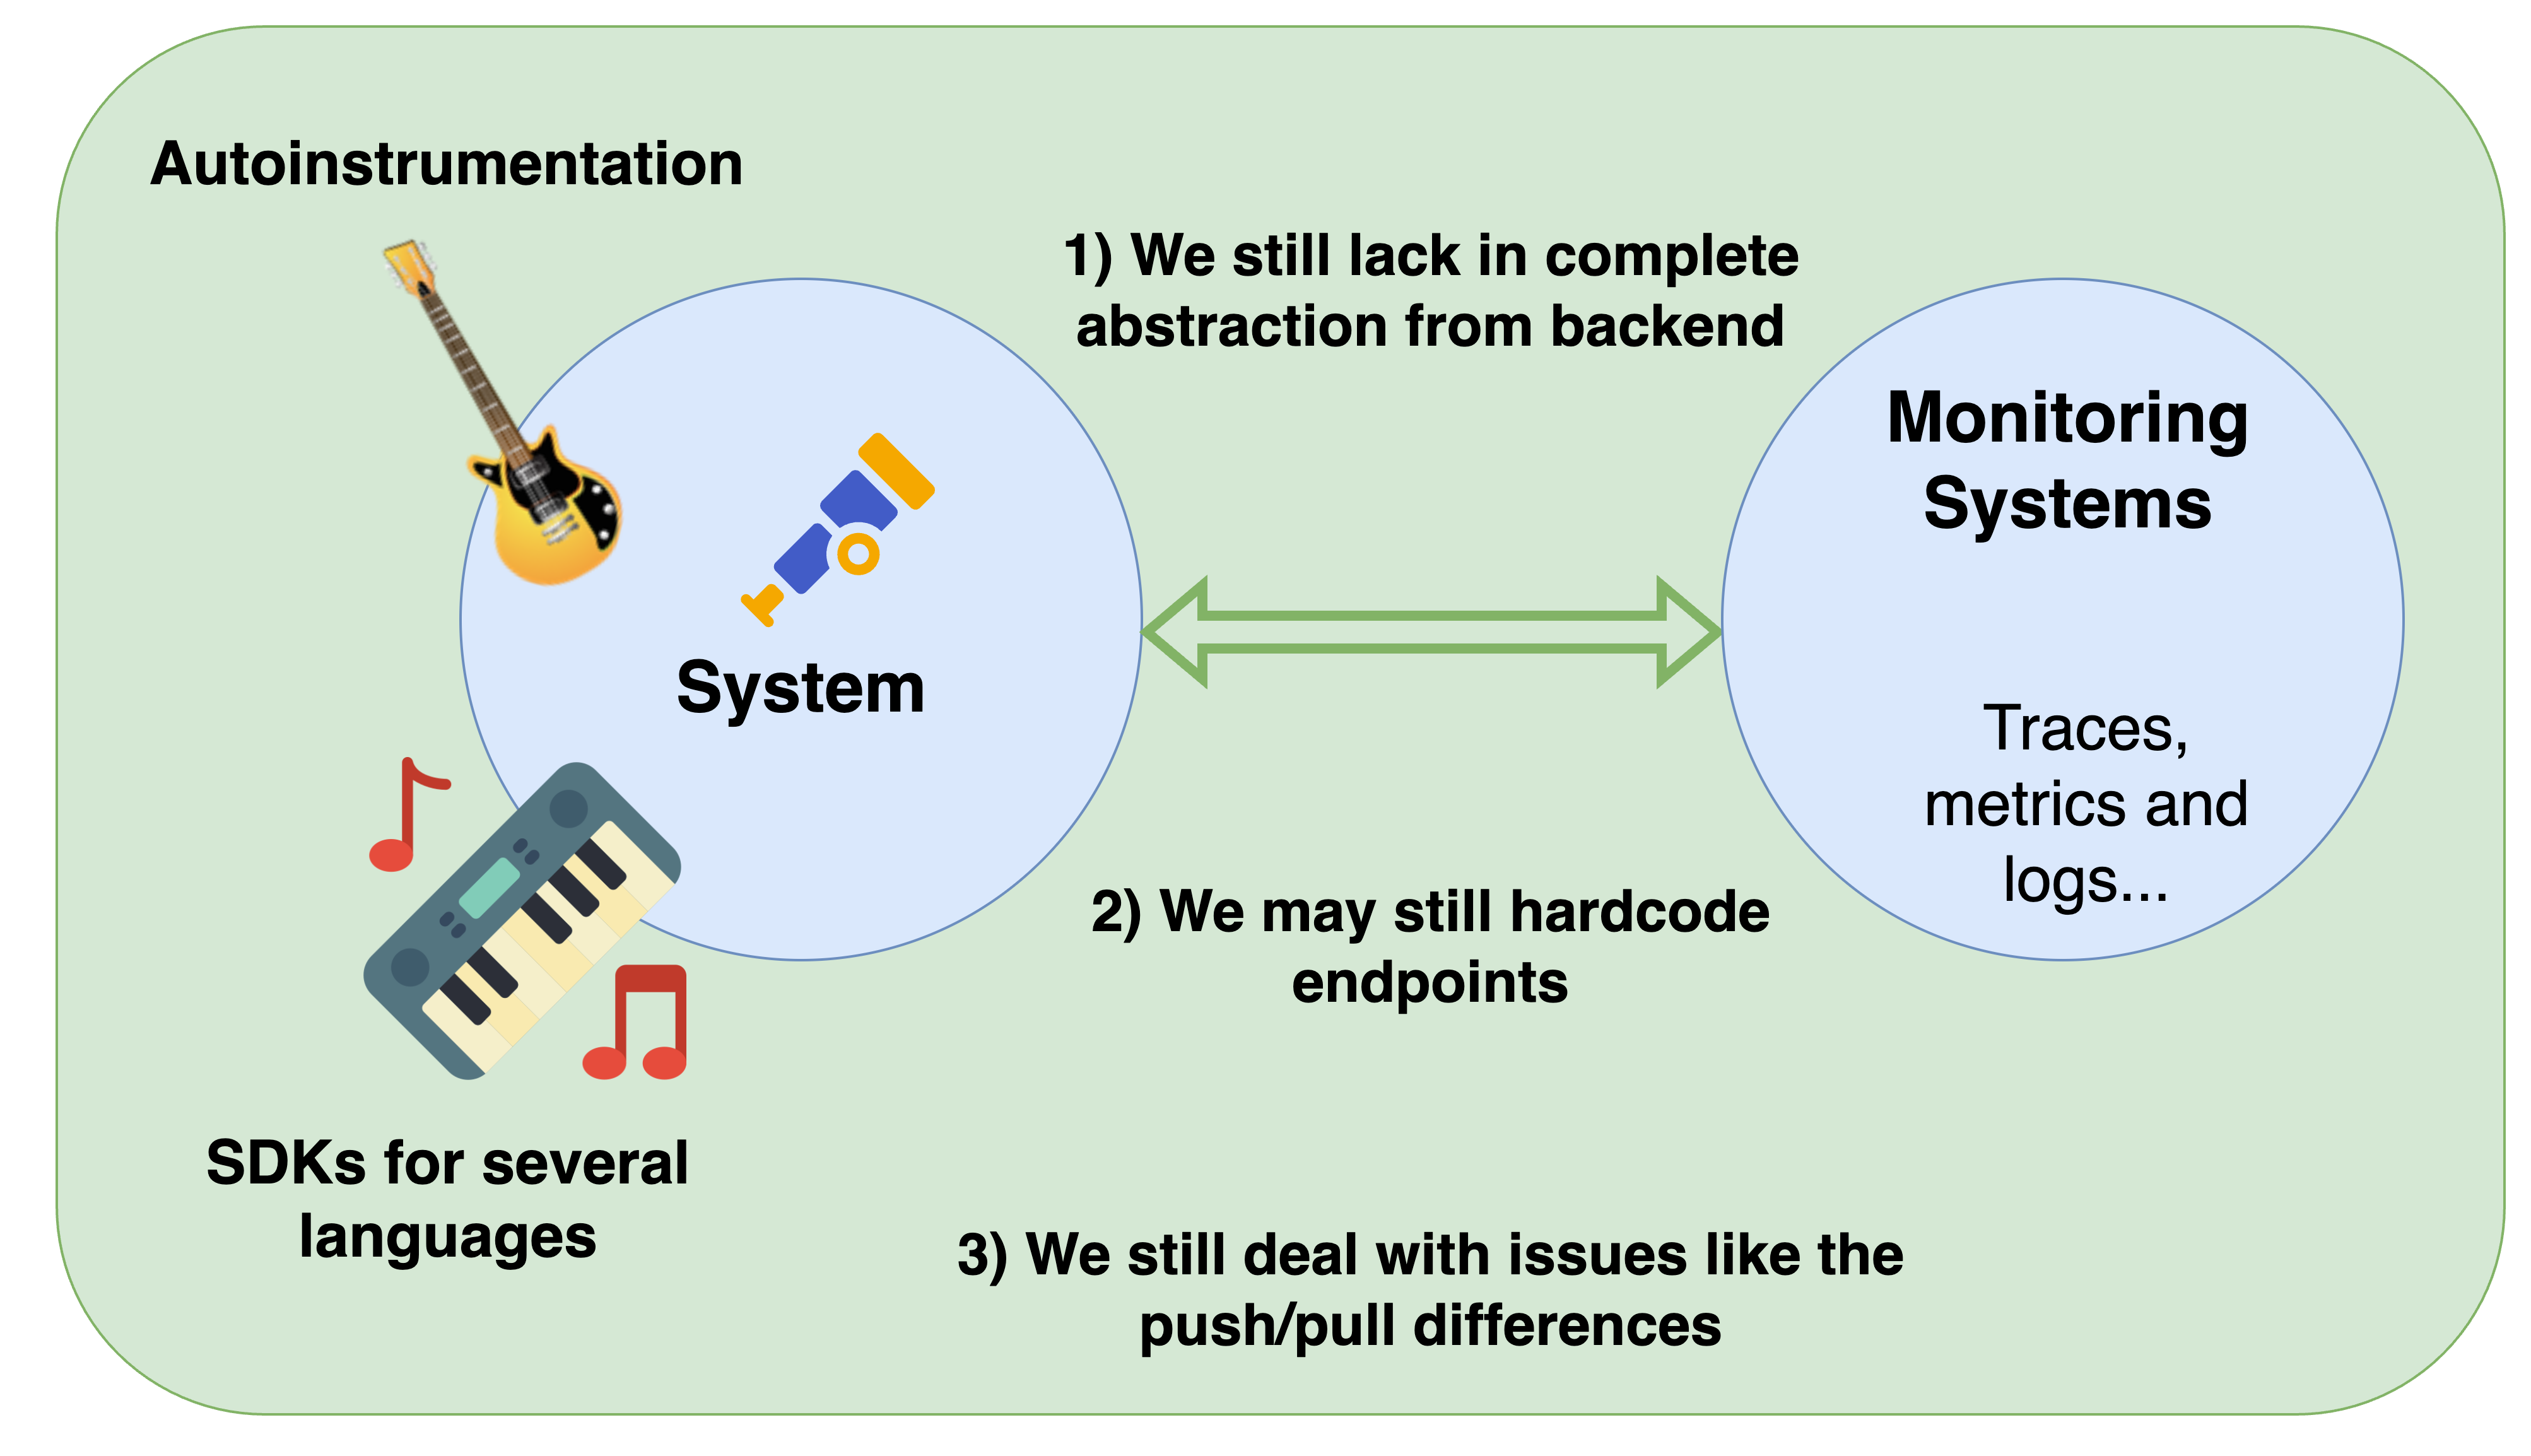 Autoinstrumentation
1) We still lack in complete
abstraction from backend
Monitoring
Systems
System
Traces,
metrics and
logs...
2) We may still hardcode
endpoints
SDKs for several
languages
3) We still deal with issues like the
push/pull differences